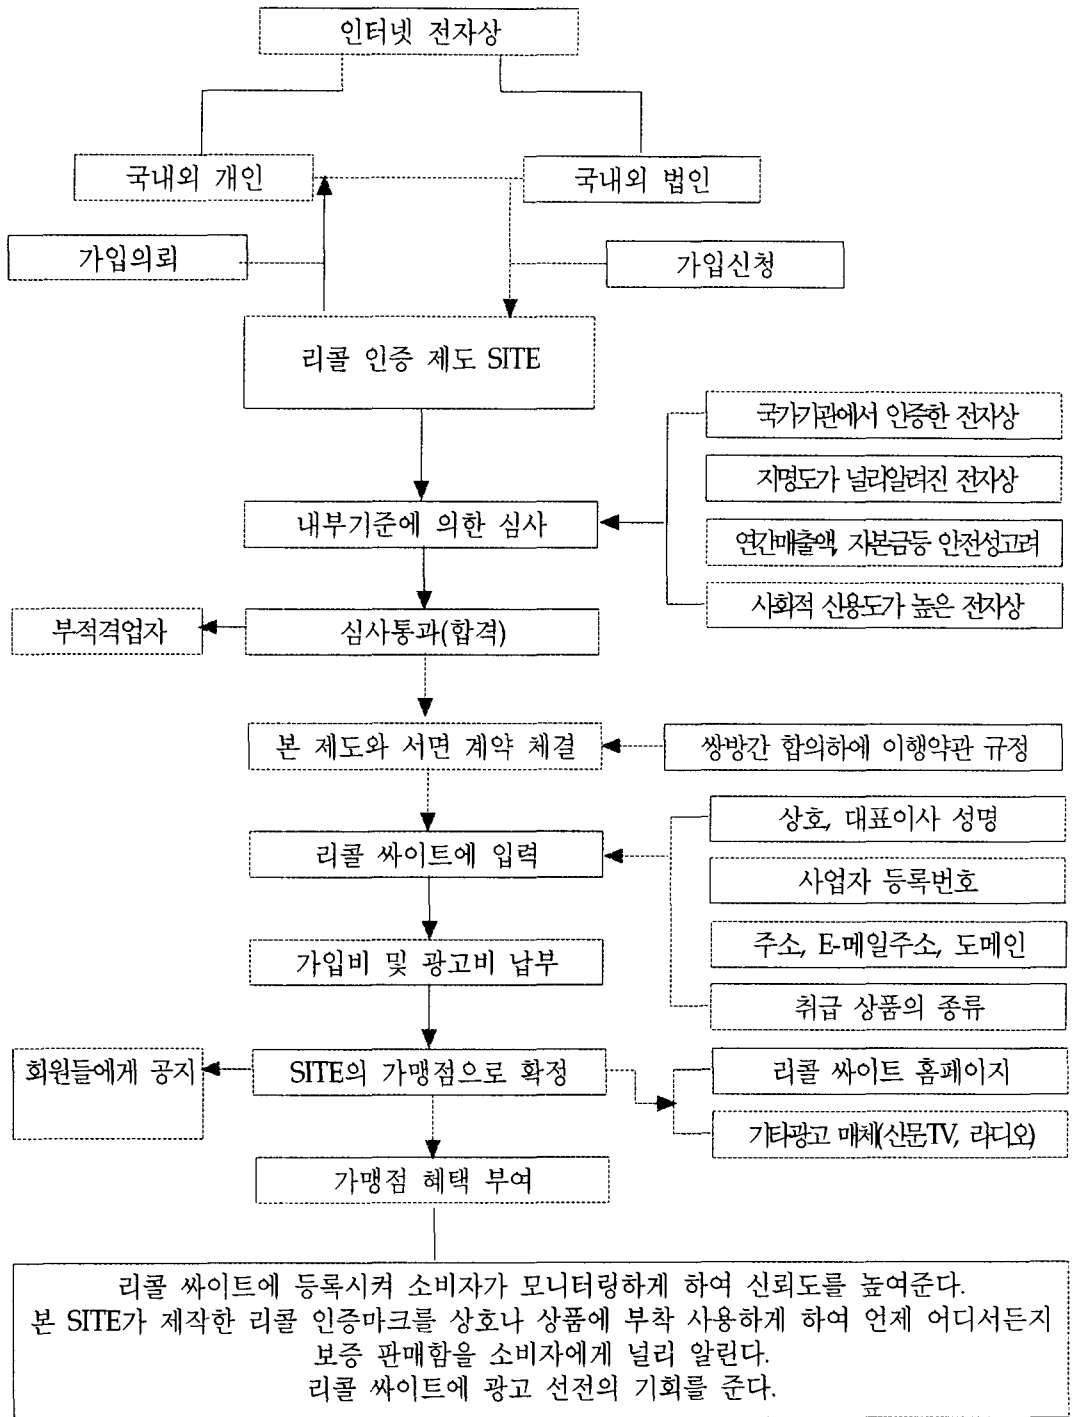 인터넷 전자상
국내외 개인
국내외 법인
가입의뢰
가입신청
리콜 인증 제도 SITE
국가기관에서 인증한 전자상
지명도가 널리알려진 전자상
내부기준에 의한 심사
연간매출액, 자본금등 안전성고려
사회적 신용도가 높은 전자상
부적격업자
심사통과(합격)
본 제도와 서면 계약 체결
쌍방간 합의하에 이행약관 규정
상호, 대표이사 성명
리콜 싸이트에 입력
사업자 등록번호
주소, E-메일주소, 도메인
가입비 및 광고비 납부
취급 상품의 종류
회원들에게 공지
SITE의 가맹점으로 확정
리콜 싸이트 홈페이지
기타광고 매체(신문,TV, 라디오)
가맹점 혜택 부여
리콜 싸이트에 등록시켜 소비자가 모니터링하게 하여 신뢰도를 높여준다.
본 SITE가 제작한 리콜 인증마크를 상호나 상품에 부착 사용하게 하여 언제 어디서든지
보증 판매함을 소비자에게 널리 알린다.
리콜 싸이트에 광고 선전의 기회를 준다.